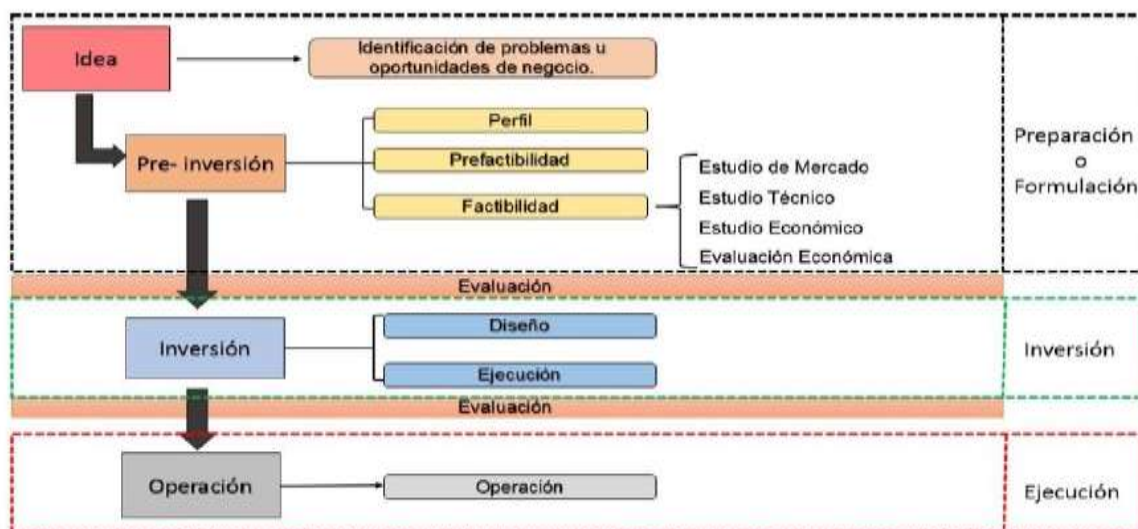 Idea
Identificación de problemas u
oportunidades de negocio.
Pre- inversión
Perfil
Prefactibilidad
Factibilidad
Estudio de Mercado
Estudio Técnico
Estudio Económico
Evaluación Económica
Preparación
o
Formulación
Evaluación
Inversión
Diseño
Ejecución
Inversión
Evaluación
Operación
Operación
Ejecución